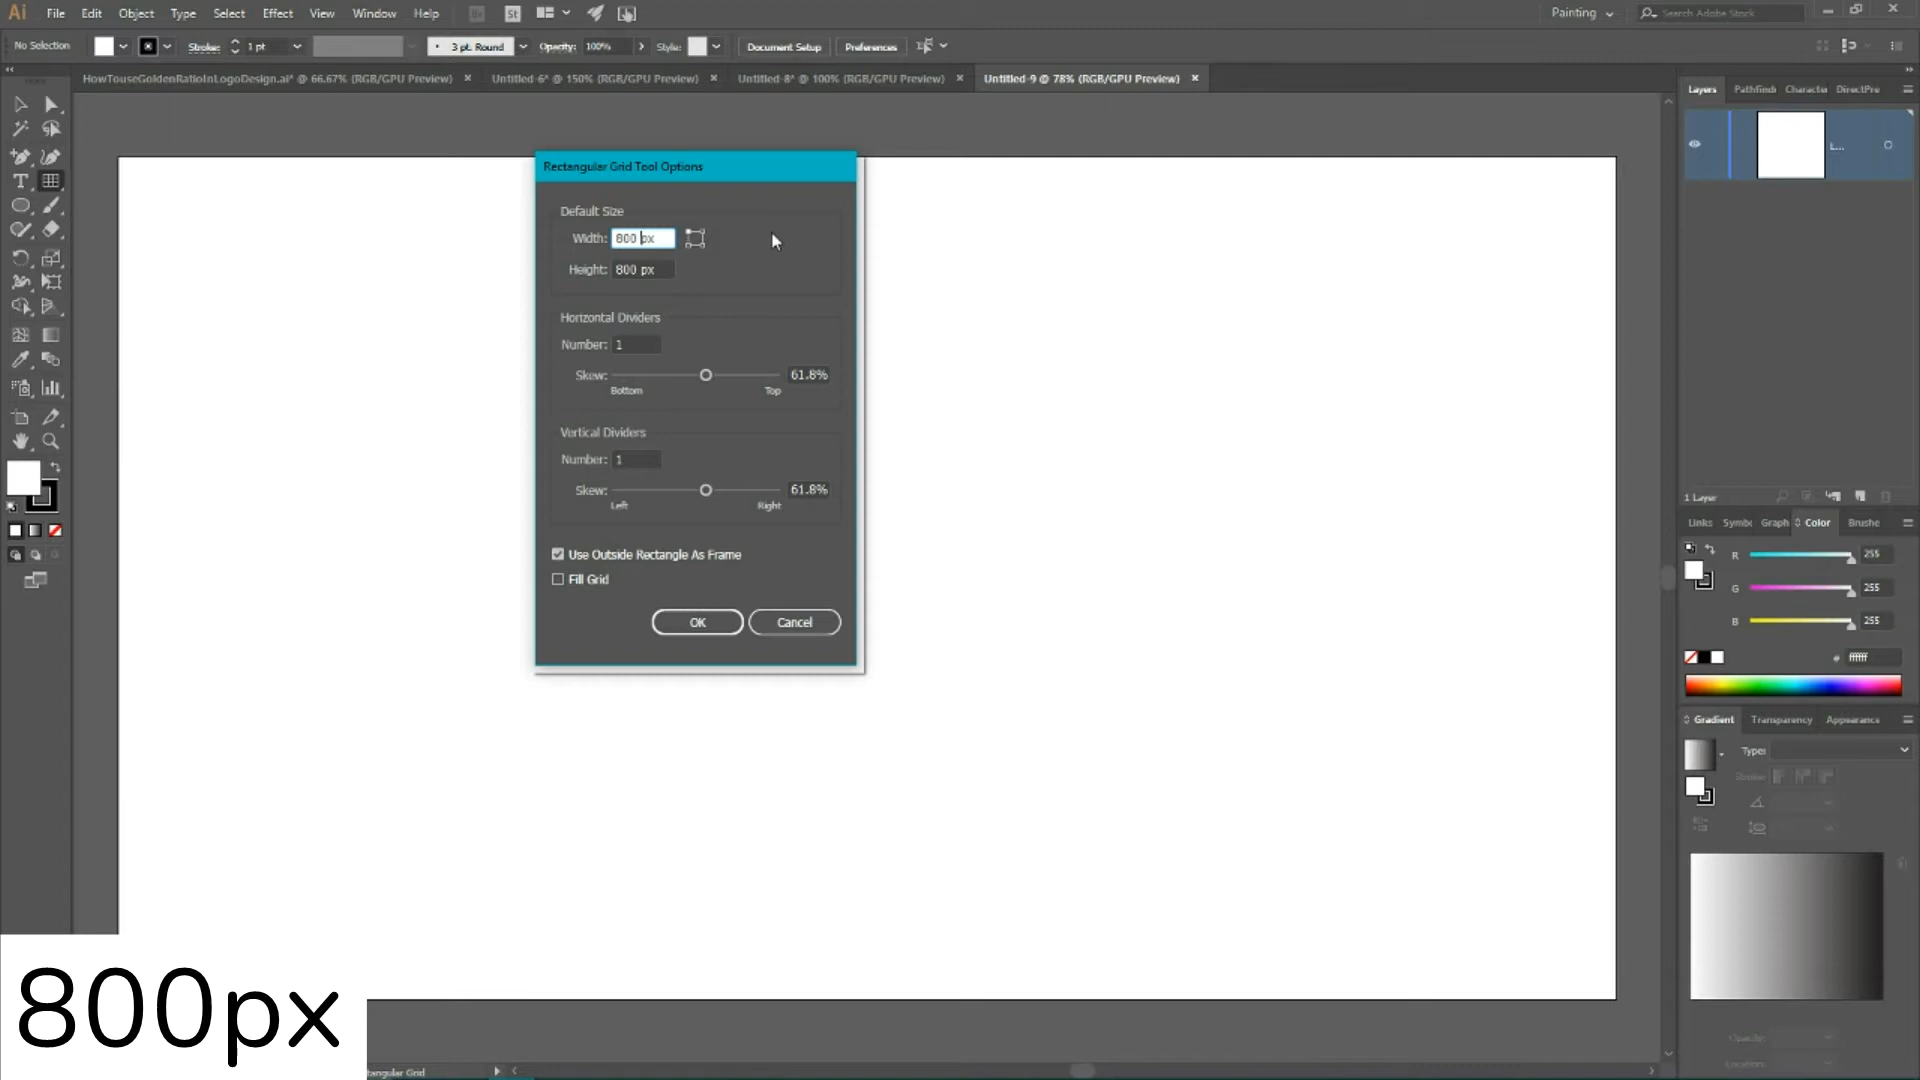 Ai File Edit Object Type Select Effect View Window Help Br St Painting Search Adobe Stock
No Selection Stroke: 1 pt 3 pt. Round Opacity: 100% Style: Document Setup Preferences
HowTouseGoldenRatioInLogoDesign.ai* @ 66.67% (RGB/GPU Preview) × Untitled-6* @ 150% (RGB/GPU Preview) × Untitled-8* @ 100% (RGB/GPU Preview) × Untitled-9 @ 78% (RGB/GPU Preview) ×
Layers Pathfind Characte DirectPre
L...
Rectangular Grid Tool Options
Default Size
Width: 800 px
Height: 800 px
Horizontal Dividers
Number: 1
Skew: 61.8%
Bottom Top
Vertical Dividers
Number: 1
Skew: 61.8%
Left Right
Use Outside Rectangle As Frame
Fill Grid
OK Cancel
1 Layer
Links Symbc Graph Color Brushe
R 255
G 255
B 255
# ffffff
Gradient Transparency Appearance
Type:
Stroke:
Opacity:
Location:
800px
tangular Grid